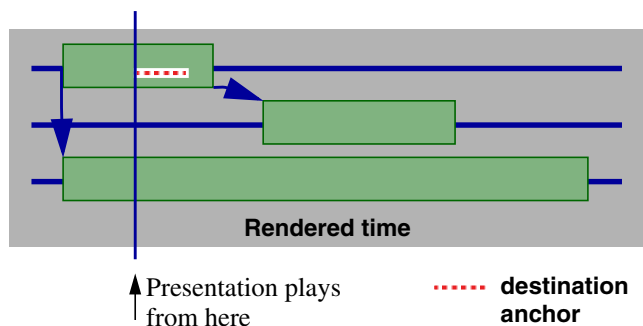 Rendered time
Presentation plays
from here
destination
anchor